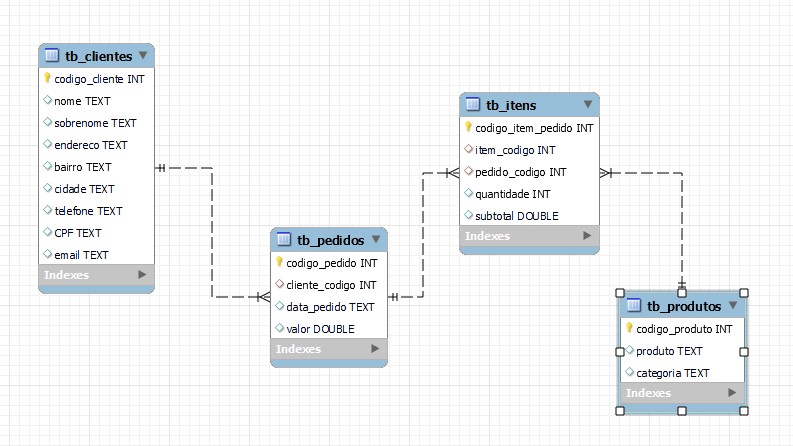 tb_clientes
codigo_cliente INT
nome TEXT
sobrenome TEXT
endereco TEXT
bairro TEXT
cidade TEXT
telefone TEXT
CPF TEXT
email TEXT
Indexes
tb_pedidos
codigo_pedido INT
cliente_codigo INT
data_pedido TEXT
valor DOUBLE
Indexes
tb_itens
codigo_item_pedido INT
item_codigo INT
pedido_codigo INT
quantidade INT
subtotal DOUBLE
Indexes
tb_produtos
codigo_produto INT
produto TEXT
categoria TEXT
Indexes